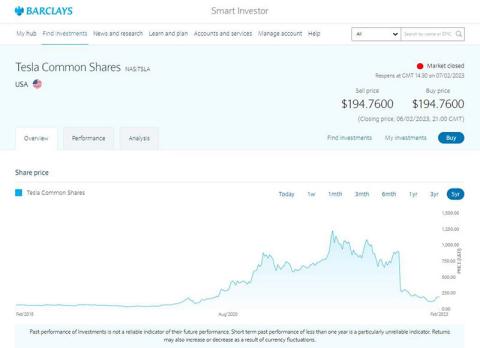 BARCLAYS
Smart Investor
My hub Find investments News and research Learn and plan Accounts and services Manage account Help
All Search by name or EPIC
Tesla Common Shares NAS:TSLA
Market closed
USA
Reopens at GMT 14:30 on 07/02/2023
Sell price Buy price
$194.7600 $194.7600
(Closing price, 06/02/2023, 21:00 GMT)
Overview Performance Analysis Find investments My investments Buy
Share price
Tesla Common Shares Today 1w 1mth 3mth 6mth 1yr 3yr 5yr
1,500.00
1,250.00
1,000.00
750.00
500.00
250.00
0.00
PRICE (USD)
Feb/2018 Aug/2020 Feb/2023
Past performance of investments is not a reliable indicator of their future performance. Short term past performance of less than one year is a particularly unreliable indicator. Returns
may also increase or decrease as a result of currency fluctuations.